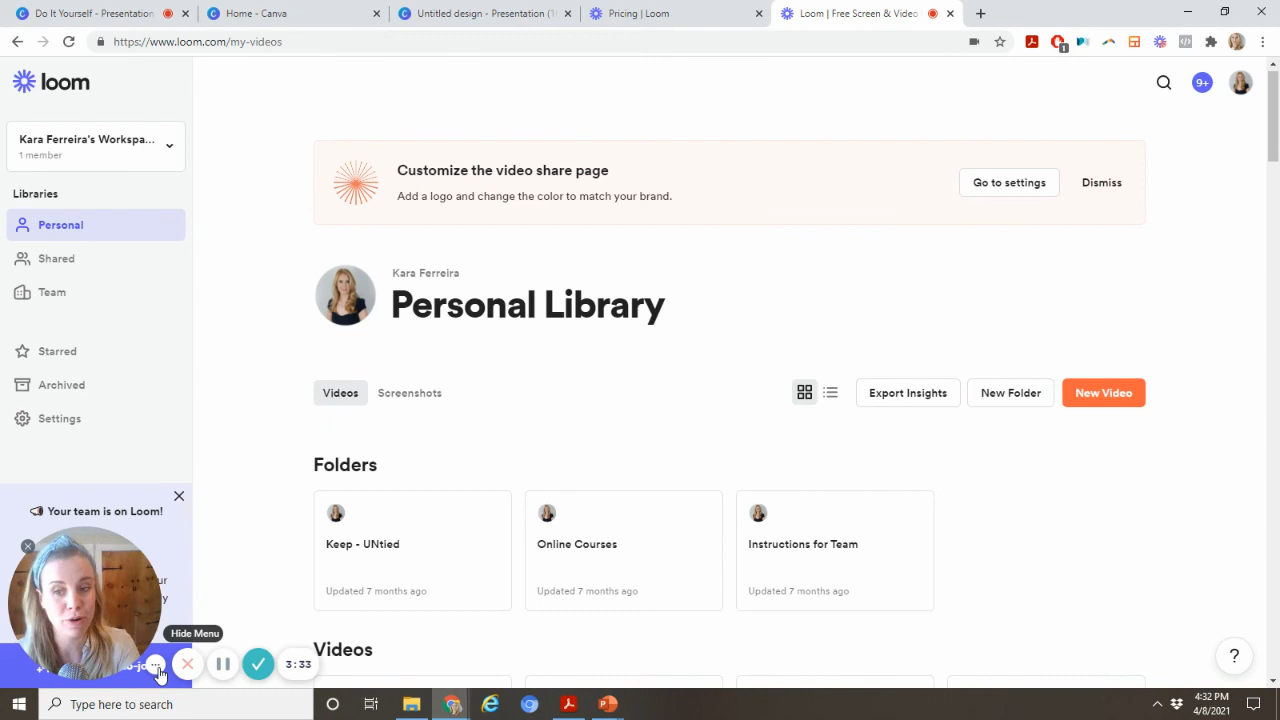 Do It Yourself - Presentation
Home - Canva
Untitled design - Presentation (1
Pricing | Loom
Loom | Free Screen & Video
https://www.loom.com/my-videos
1
loom
9+
Kara Ferreira's Workspa...
1 member
Libraries
Personal
Shared
Team
Starred
Archived
Settings
Customize the video share page
Add a logo and change the color to match your brand.
Go to settings
Dismiss
Kara Ferreira
Personal Library
Videos
Screenshots
Export Insights
New Folder
New Video
Folders
Keep - UNtied
Updated 7 months ago
Online Courses
Updated 7 months ago
Instructions for Team
Updated 7 months ago
Videos
Your team is on Loom!
Hide Menu
3:33
?
Type here to search
4:32 PM
4/8/2021